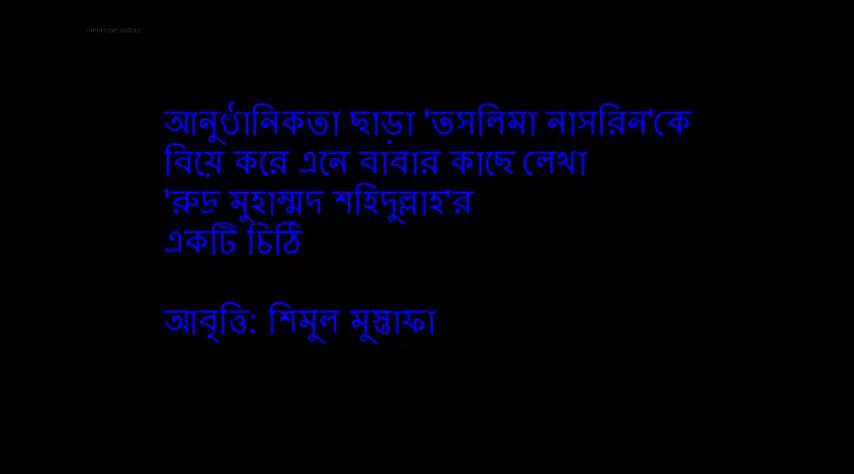 আনুষ্ঠানিকতা ছাড়া 'তসলিমা নাসরিন'কে
বিয়ে করে এনে বাবার কাছে লেখা
'রুদ্র মুহাম্মদ শহিদুল্লাহ'র
একটি চিঠি
আবৃত্তি: শিমুল মুস্তাফা